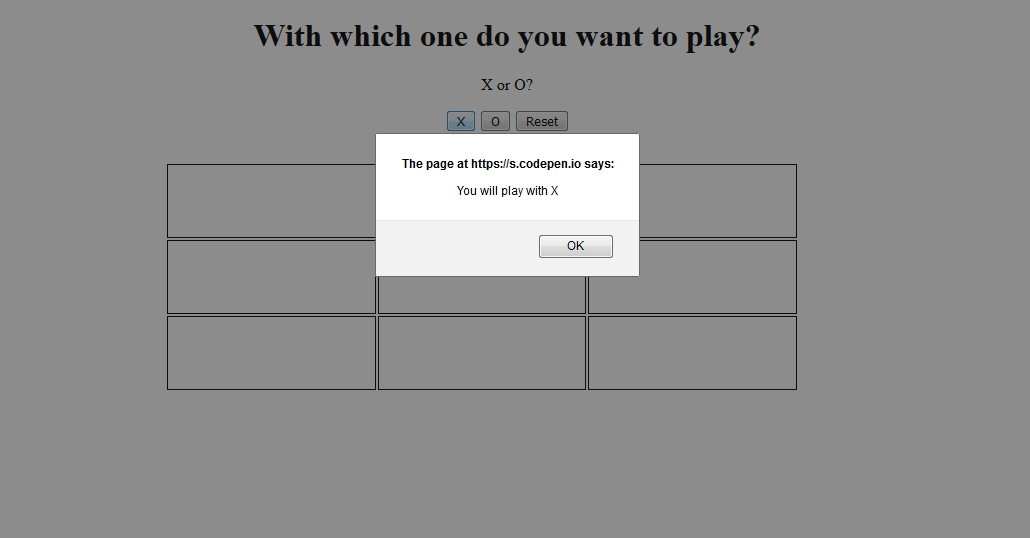 With which one do you want to play?
X or O?
X O Reset
The page at https://s.codepen.io says:
You will play with X
OK